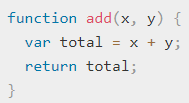 function add(x, y) {
  var total = x + y;
  return total;
}